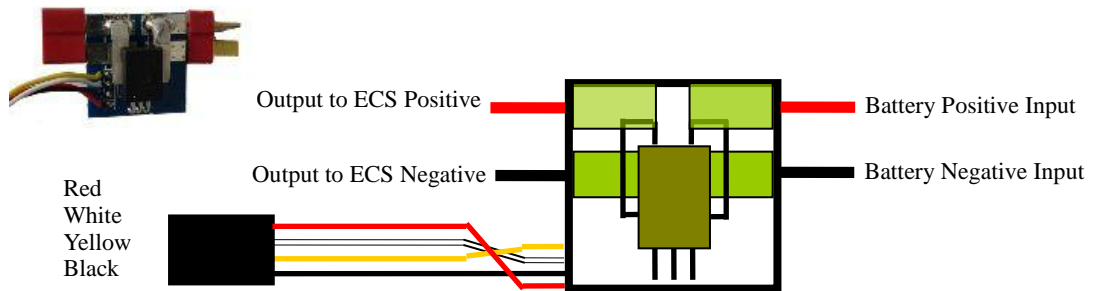 Output to ECS Positive
Battery Positive Input
Output to ECS Negative
Battery Negative Input
Red
White
Yellow
Black